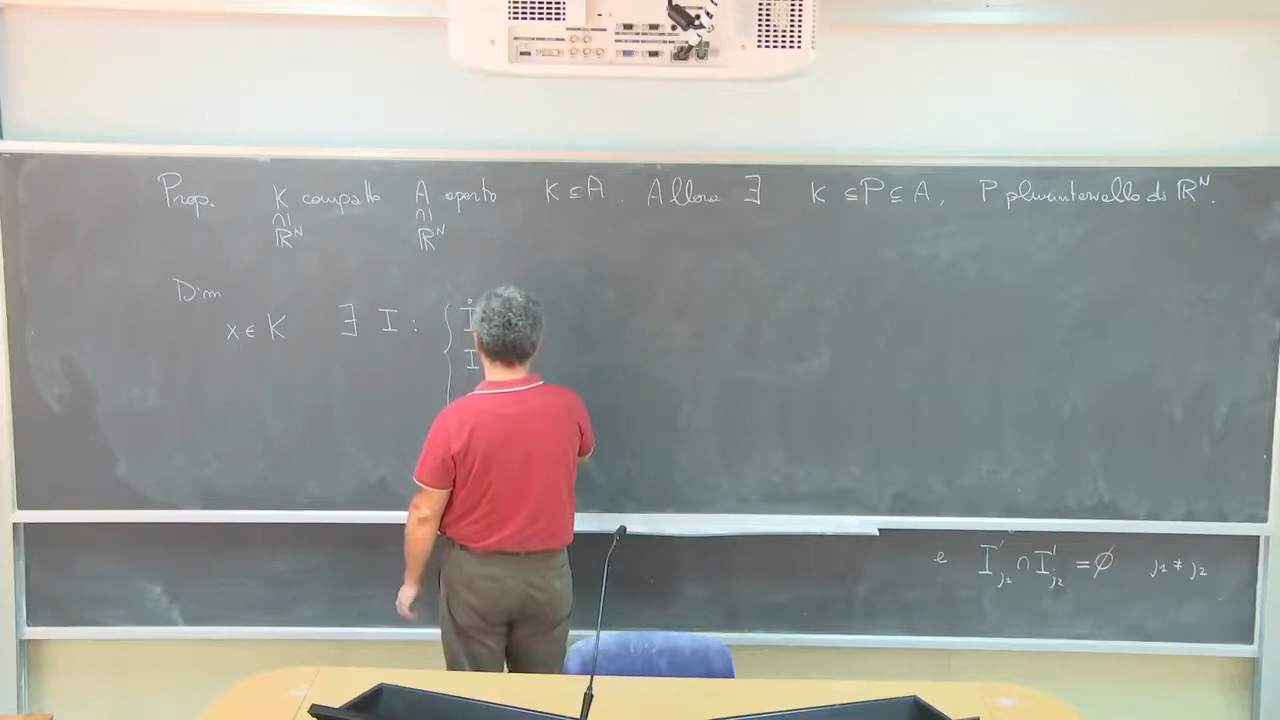 Prop. K compatto A aperto K ⊆ A. Allora ∃ K ⊆ P ⊆ A, P plurintervallo di ℝᴺ.
∩| ∩|
ℝᴺ ℝᴺ
Dim
x ∈ K ∃ I : { I̊
I
e I'j₁ ∩ I'j₂ = ∅ j₁ ≠ j₂